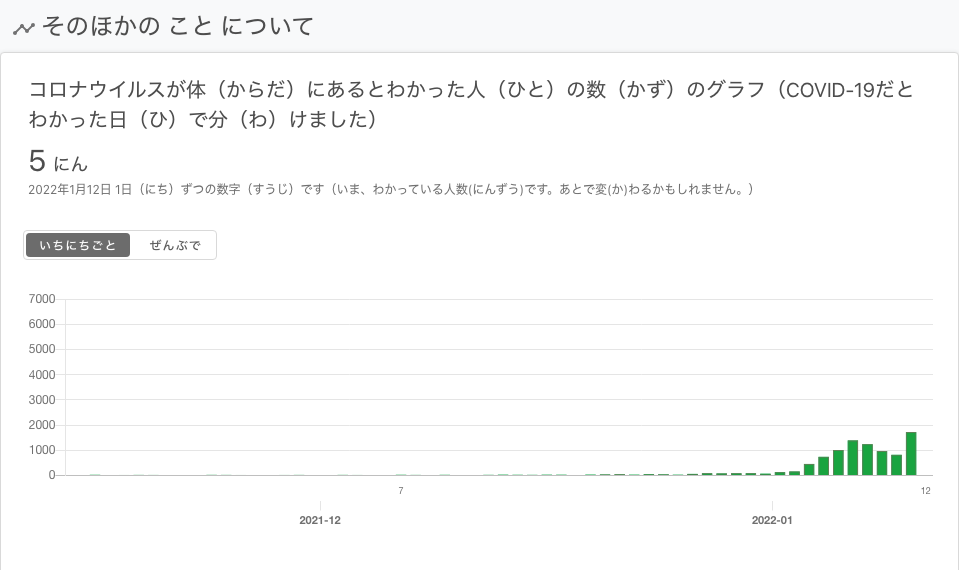 そのほかの こと について
コロナウイルスが体（からだ）にあるとわかった人（ひと）の数（かず）のグラフ（COVID-19だと
わかった日（ひ）で分（わ）けました）
5 にん
2022年1月12日 1日（にち）ずつの数字（すうじ）です（いま、わかっている人数(にんずう)です。あとで変(か)わるかもしれません。）
いちにちごと ぜんぶで
7000
6000
5000
4000
3000
2000
1000
0
7 12
2021-12 2022-01